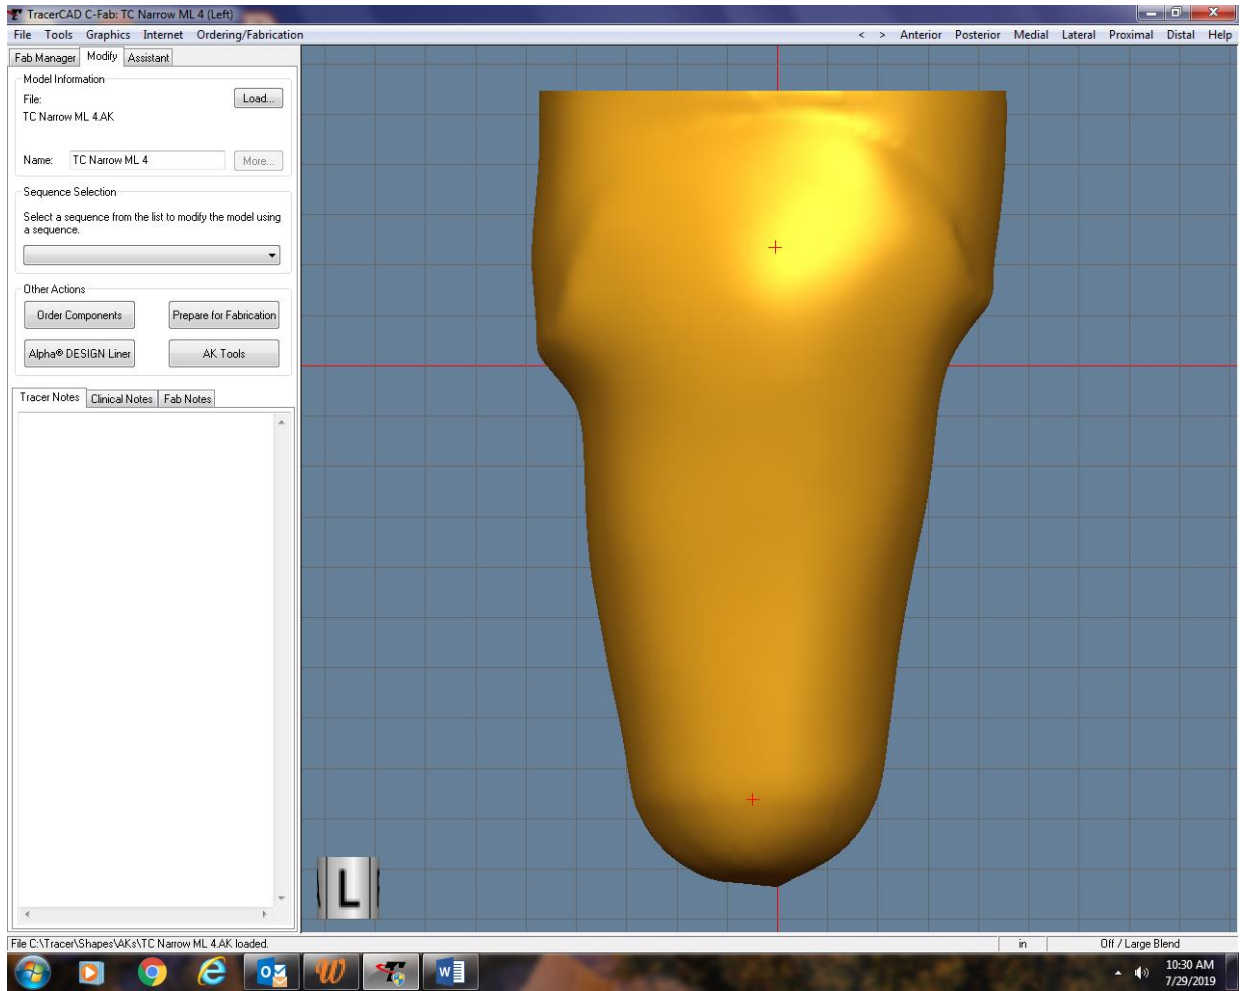 TracerCAD C-Fab: TC Narrow ML 4 (Left)
File Tools Graphics Internet Ordering/Fabrication < > Anterior Posterior Medial Lateral Proximal Distal Help
Fab Manager Modify Assistant
Model Information
File: Load...
TC Narrow ML 4.AK
Name: TC Narrow ML 4 More...
Sequence Selection
Select a sequence from the list to modify the model using
a sequence.
Other Actions
Order Components Prepare for Fabrication
Alpha® DESIGN Liner AK Tools
Tracer Notes Clinical Notes Fab Notes
L
File C:\Tracer\Shapes\AKs\TC Narrow ML 4.AK loaded. in Off / Large Blend
10:30 AM
7/29/2019